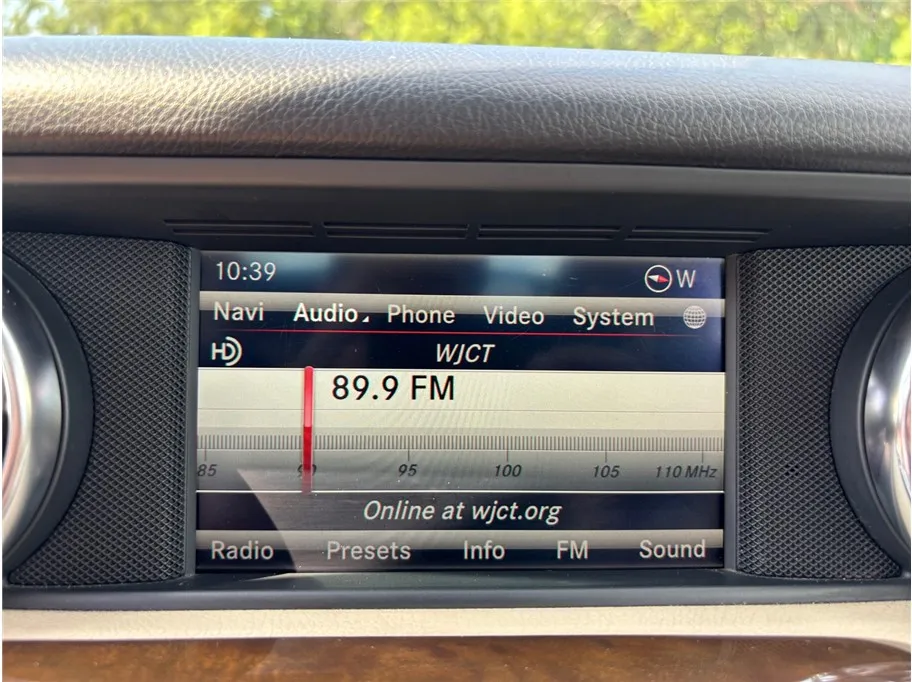 10:39 W
Navi Audio Phone Video System
HD WJCT
89.9 FM
85 90 95 100 105 110 MHz
Online at wjct.org
Radio Presets Info FM Sound